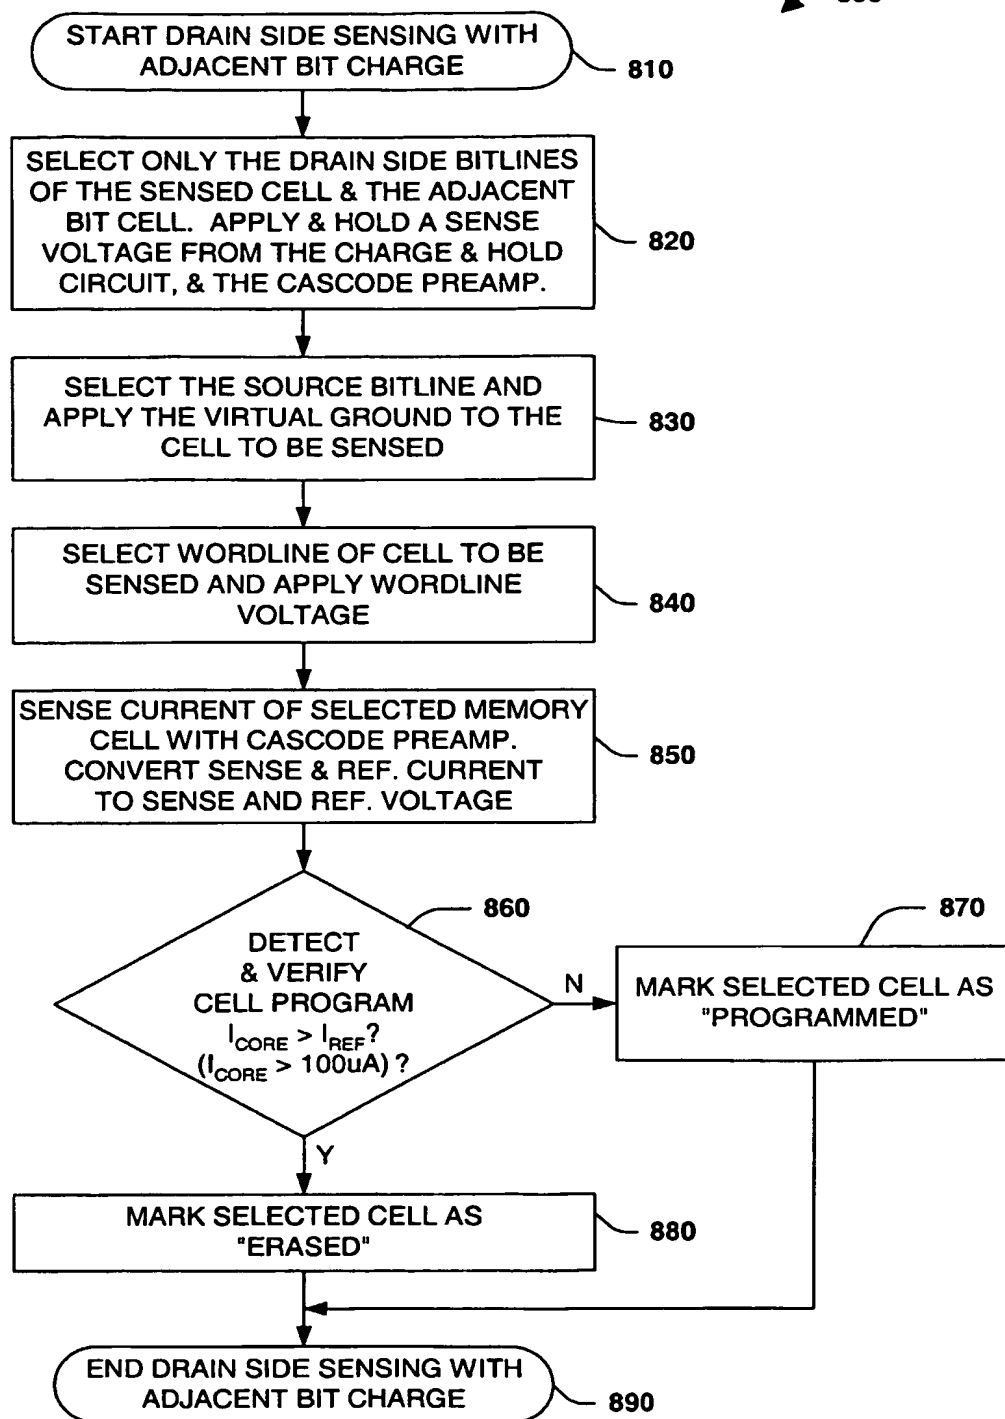 START DRAIN SIDE SENSING WITH
ADJACENT BIT CHARGE
810
SELECT ONLY THE DRAIN SIDE BITLINES
OF THE SENSED CELL & THE ADJACENT
BIT CELL. APPLY & HOLD A SENSE
VOLTAGE FROM THE CHARGE & HOLD
CIRCUIT, & THE CASCODE PREAMP.
820
SELECT THE SOURCE BITLINE AND
APPLY THE VIRTUAL GROUND TO THE
CELL TO BE SENSED
830
SELECT WORDLINE OF CELL TO BE
SENSED AND APPLY WORDLINE
VOLTAGE
840
SENSE CURRENT OF SELECTED MEMORY
CELL WITH CASCODE PREAMP.
CONVERT SENSE & REF. CURRENT
TO SENSE AND REF. VOLTAGE
850
860
DETECT
& VERIFY
CELL PROGRAM
I_CORE > I_REF?
(I_CORE > 100uA) ?
N
870
MARK SELECTED CELL AS
"PROGRAMMED"
Y
MARK SELECTED CELL AS
"ERASED"
880
END DRAIN SIDE SENSING WITH
ADJACENT BIT CHARGE
890